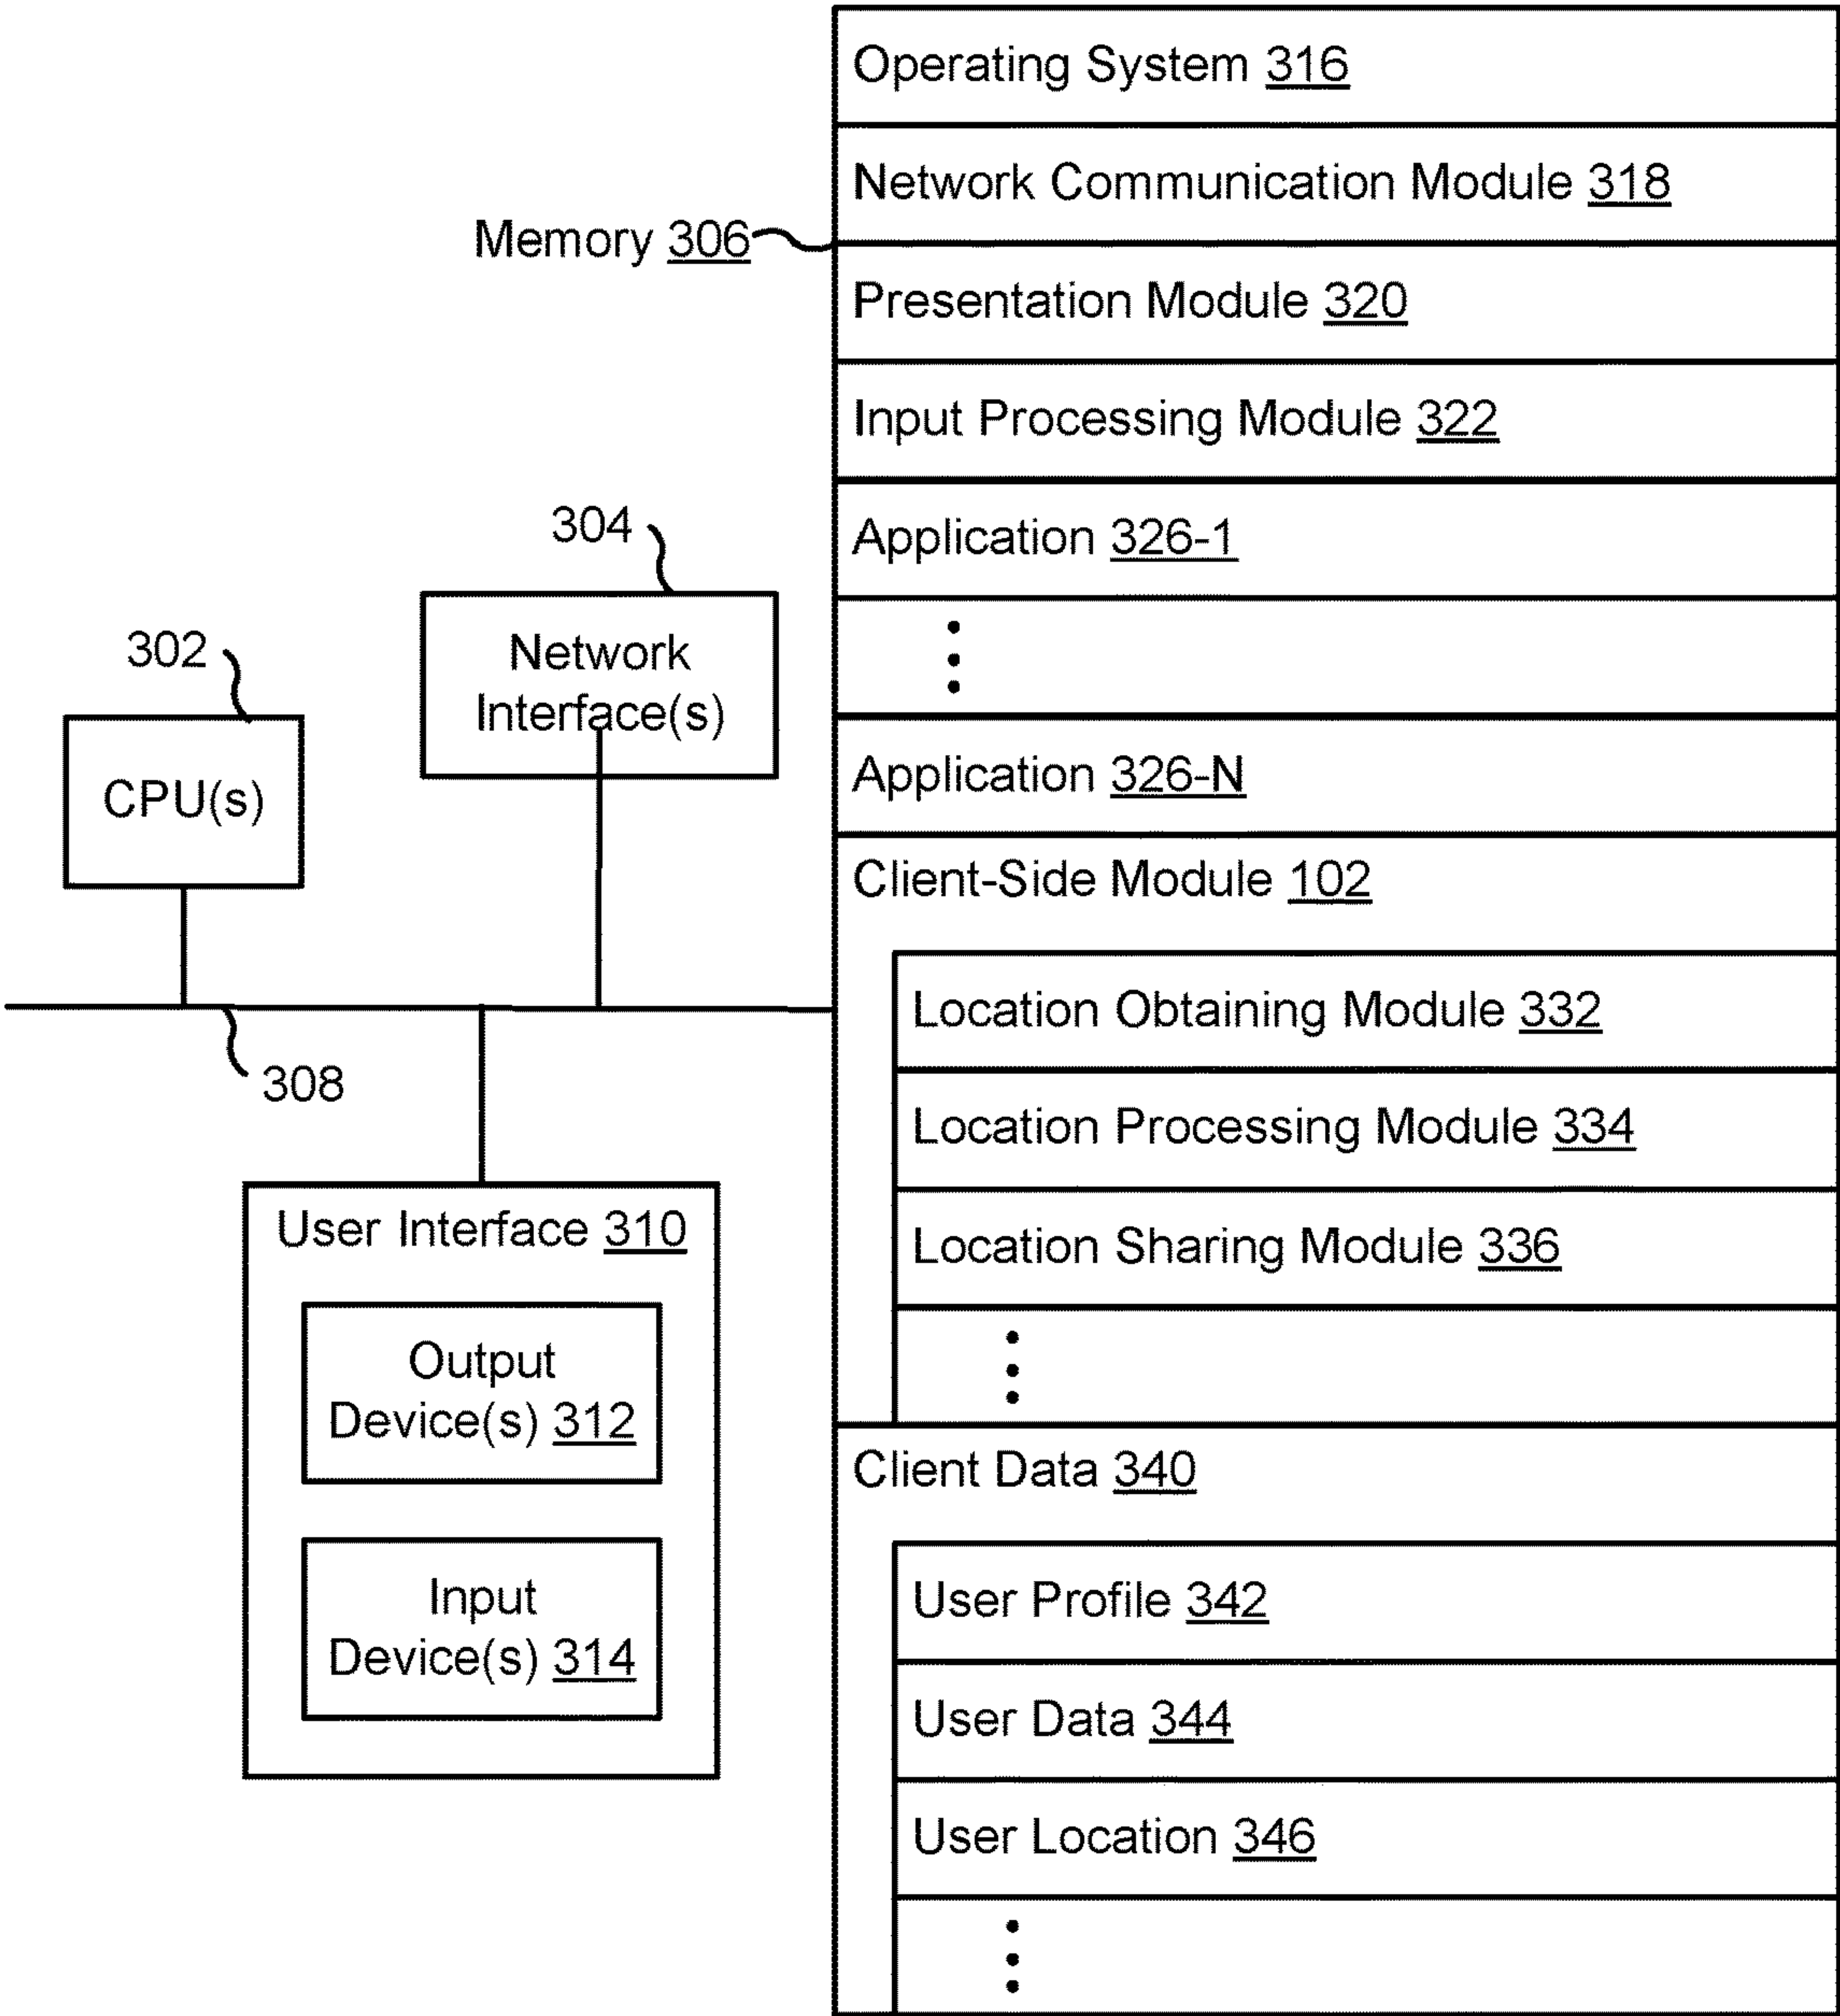 Operating System 316
Network Communication Module 318
Memory 306
Presentation Module 320
Input Processing Module 322
Application 326-1
304
Network
Interface(s)
302
CPU(s)
Application 326-N
Client-Side Module 102
Location Obtaining Module 332
308
Location Processing Module 334
User Interface 310
Location Sharing Module 336
Output
Device(s) 312
Client Data 340
Input
Device(s) 314
User Profile 342
User Data 344
User Location 346